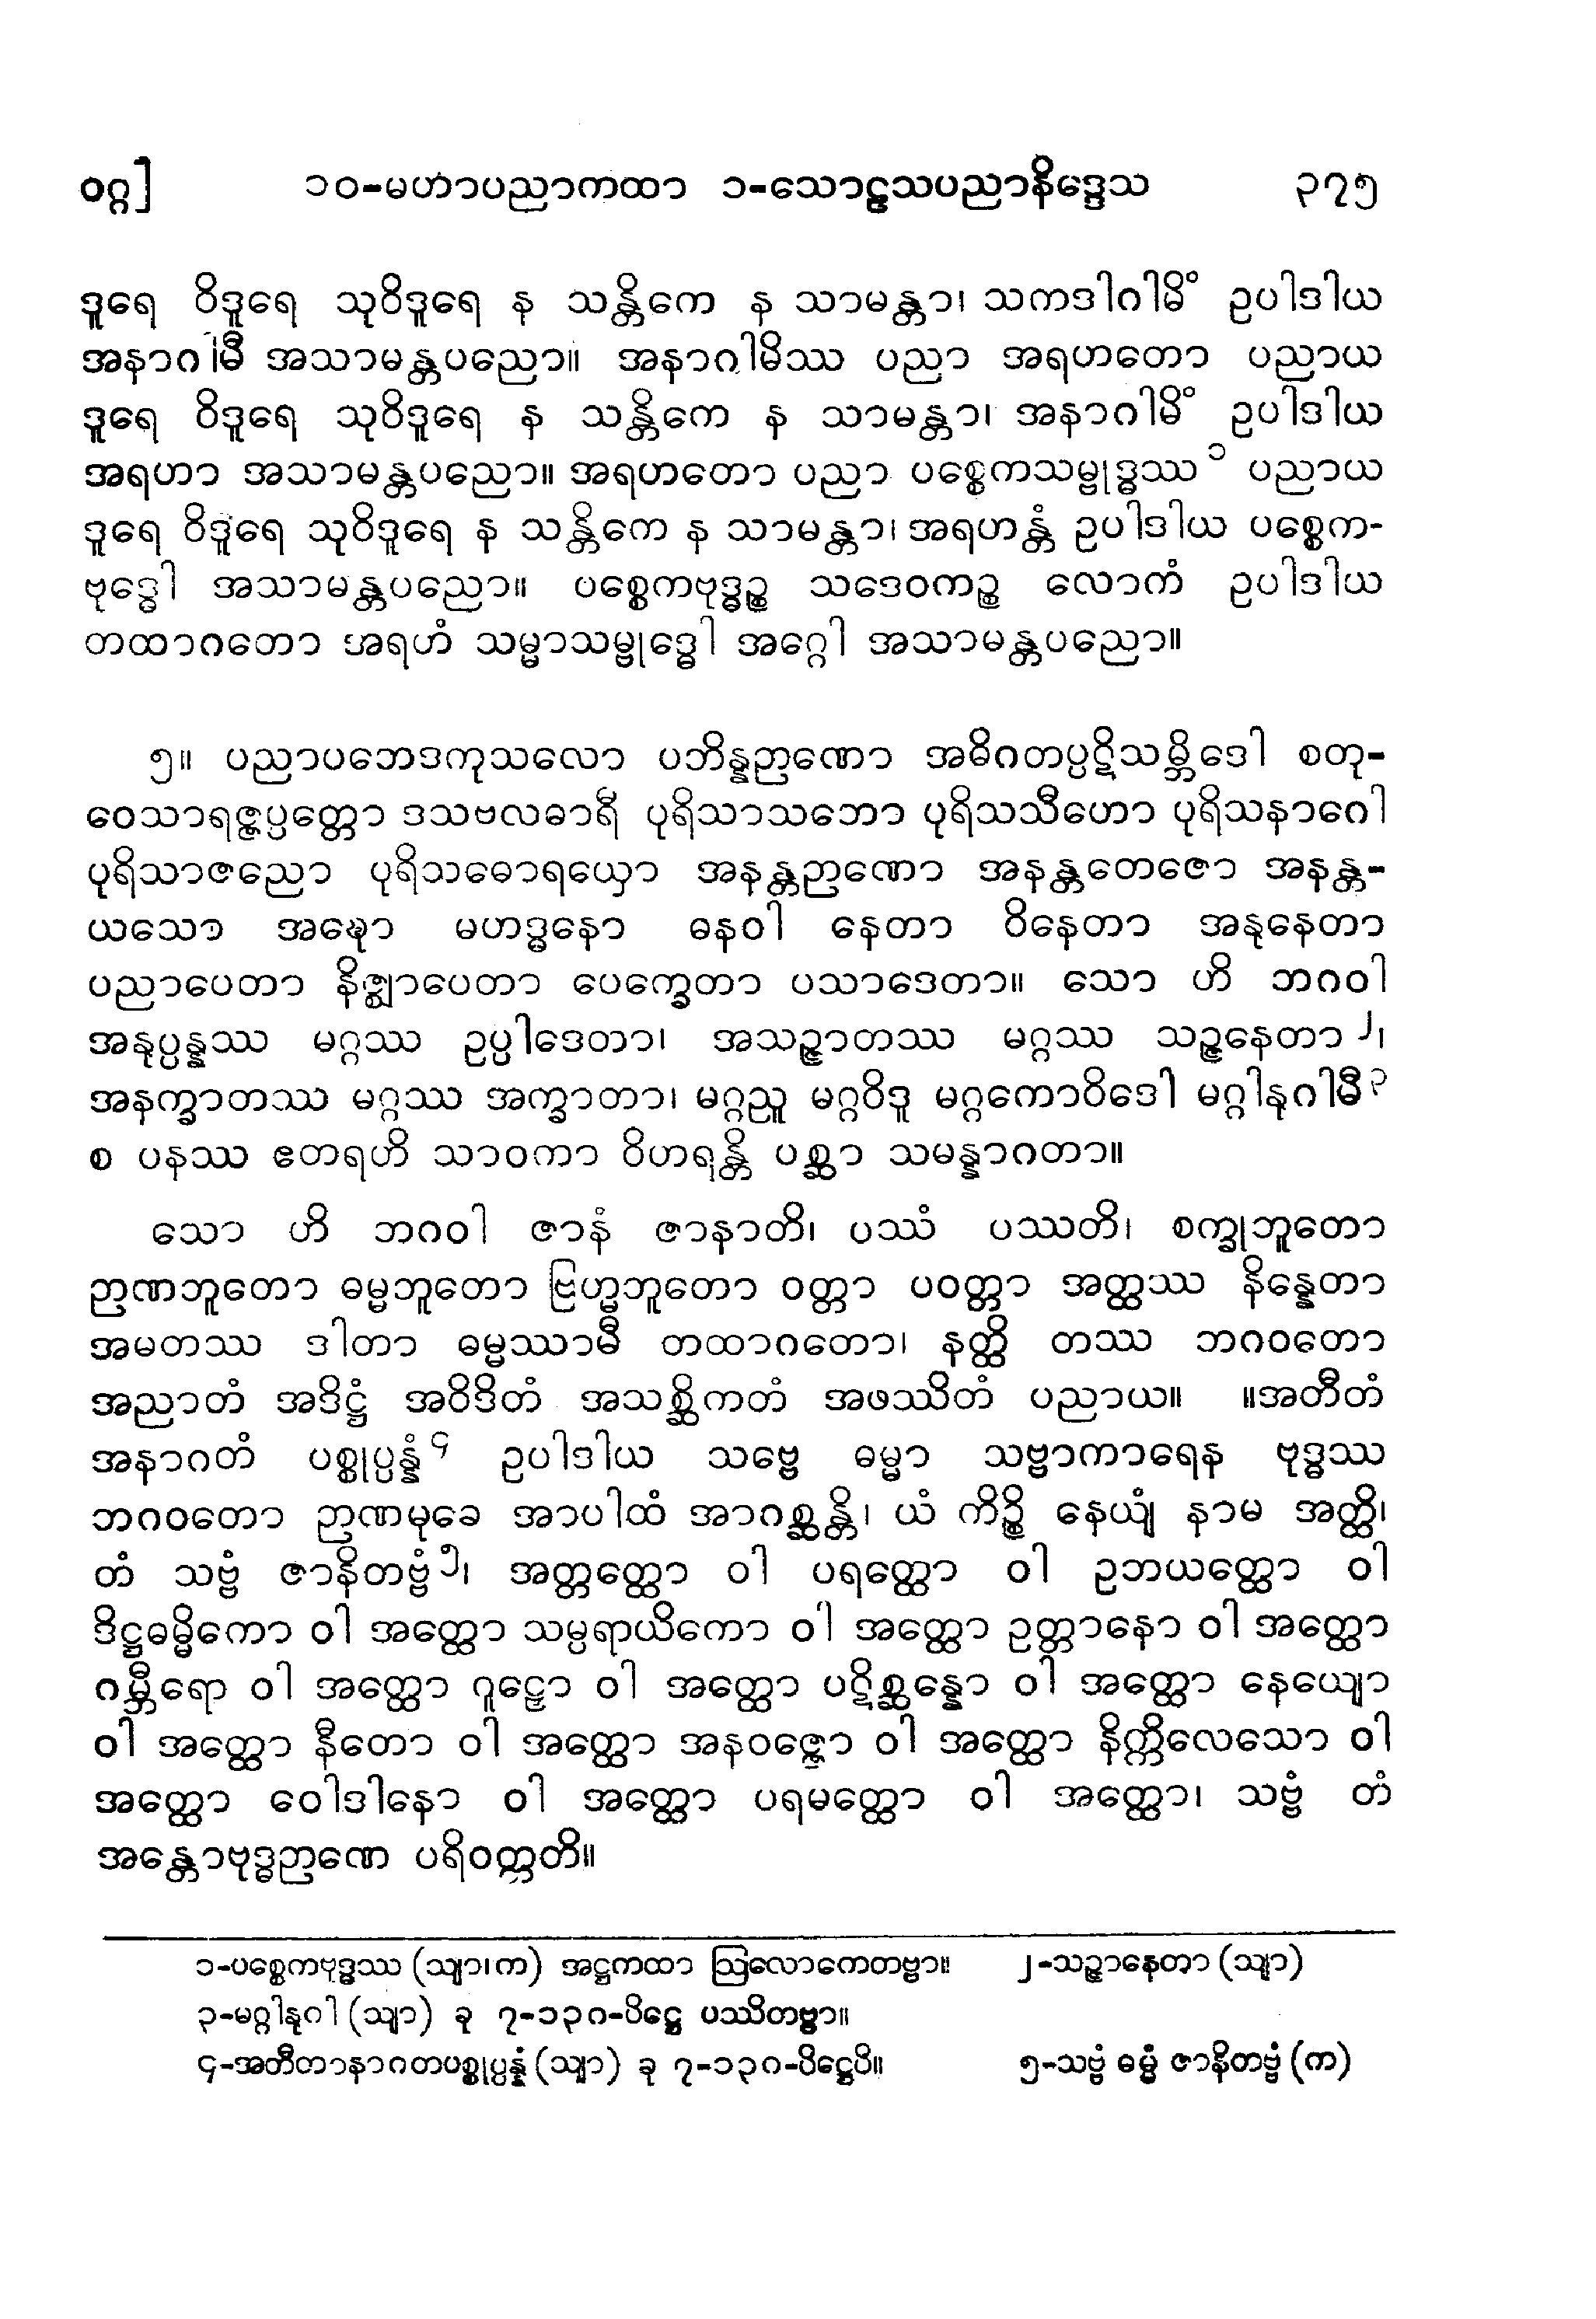 ဝဂ္ဂ] ၁၀-မဟာပညာကထာ ၁-သောဠသပညာနိဒ္ဒေသ ၃၇၅
ဒူရေ ဝိဒူရေ သုဝိဒူရေ န သန္တိကေ န သာမန္တာ၊ သကဒါဂါမိံ ဥပါဒါယ
အနာဂါမီ အသာမန္တပညော။ အနာဂါမိဿ ပညာ အရဟတော ပညာယ
ဒူရေ ဝိဒူရေ သုဝိဒူရေ န သန္တိကေ န သာမန္တာ၊ အနာဂါမိံ ဥပါဒါယ
အရဟာ အသာမန္တပညော။ အရဟတော ပညာ ပစ္စေကသမ္ဗုဒ္ဓဿ ၁ ပညာယ
ဒူရေ ဝိဒူရေ သုဝိဒူရေ န သန္တိကေ န သာမန္တာ၊ အရဟန္တံ ဥပါဒါယ ပစ္စေက-
ဗုဒ္ဓေါ အသာမန္တပညော။ ပစ္စေကဗုဒ္ဓဉ္စ သဒေဝကဉ္စ လောကံ ဥပါဒါယ
တထာဂတော အရဟံ သမ္မာသမ္ဗုဒ္ဓေါ အဂ္ဂေါ အသာမန္တပညော။
၅။ ပညာပဘေဒကုသလော ပဘိန္နဉာဏော အဓိဂတပ္ပဋိသမ္ဘိဒေါ စတု-
ဝေသာရဇ္ဇပ္ပတ္တော ဒသဗလဓာရီ ပုရိသာသဘော ပုရိသသီဟော ပုရိသနာဂေါ
ပုရိသာဇညော ပုရိသဓောရယှော အနန္တဉာဏော အနန္တတေဇော အနန္တ-
ယသော အဍ္ဎော မဟဒ္ဓနော ဓနဝါ နေတာ ဝိနေတာ အနုနေတာ
ပညာပေတာ နိဇ္ဈာပေတာ ပေက္ခေတာ ပသာဒေတာ။ သော ဟိ ဘဂဝါ
အနုပ္ပန္နဿ မဂ္ဂဿ ဥပ္ပါဒေတာ၊ အသဉ္ဇာတဿ မဂ္ဂဿ သဉ္ဇနေတာ ၂၊
အနက္ခာတဿ မဂ္ဂဿ အက္ခာတာ၊ မဂ္ဂညူ မဂ္ဂဝိဒူ မဂ္ဂကောဝိဒေါ မဂ္ဂါနုဂါမီ ၃
စ ပနဿ ဧတရဟိ သာဝကာ ဝိဟရန္တိ ပစ္ဆာ သမန္နာဂတာ။
သော ဟိ ဘဂဝါ ဇာနံ ဇာနာတိ၊ ပဿံ ပဿတိ၊ စက္ခုဘူတော
ဉာဏဘူတော ဓမ္မဘူတော ဗြဟ္မဘူတော ဝတ္တာ ပဝတ္တာ အတ္ထဿ နိန္နေတာ
အမတဿ ဒါတာ ဓမ္မဿာမီ တထာဂတော၊ နတ္ထိ တဿ ဘဂဝတော
အညာတံ အဒိဋ္ဌံ အဝိဒိတံ အသစ္ဆိကတံ အဖဿိတံ ပညာယ။ ။အတီတံ
အနာဂတံ ပစ္စုပ္ပန္နံ ၄ ဥပါဒါယ သဗ္ဗေ ဓမ္မာ သဗ္ဗာကာရေန ဗုဒ္ဓဿ
ဘဂဝတော ဉာဏမုခေ အာပါထံ အာဂစ္ဆန္တိ၊ ယံ ကိဉ္စိ နေယျံ နာမ အတ္ထိ၊
တံ သဗ္ဗံ ဇာနိတဗ္ဗံ ၅၊ အတ္တတ္ထော ဝါ ပရတ္ထော ဝါ ဥဘယတ္ထော ဝါ
ဒိဋ္ဌဓမ္မိကော ဝါ အတ္ထော သမ္ပရာယိကော ဝါ အတ္ထော ဥတ္တာနော ဝါ အတ္ထော
ဂမ္ဘီရော ဝါ အတ္ထော ဂူဠှော ဝါ အတ္ထော ပဋိစ္ဆန္နော ဝါ အတ္ထော နေယျော
ဝါ အတ္ထော နီတော ဝါ အတ္ထော အနဝဇ္ဇော ဝါ အတ္ထော နိက္ကိလေသော ဝါ
အတ္ထော ဝေါဒါနော ဝါ အတ္ထော ပရမတ္ထော ဝါ အတ္ထော၊ သဗ္ဗံ တံ
အန္တောဗုဒ္ဓဉာဏေ ပရိဝတ္တတိ။
၁-ပစ္စေကဗုဒ္ဓဿ (သျာ၊က) အဋ္ဌကထာ ဩလောကေတဗ္ဗာ။ ၂-သဉ္ဇာနေတာ (သျာ)
၃-မဂ္ဂါနုဂါ (သျာ) ခု ၇-၁၃၈-ပိဋ္ဌေ ပဿိတဗ္ဗာ။
၄-အတီတာနာဂတပစ္စုပ္ပန္နံ (သျာ) ခု ၇-၁၃၈-ပိဋ္ဌေပိ။ ၅-သဗ္ဗံ ဓမ္မံ ဇာနိတဗ္ဗံ (က)